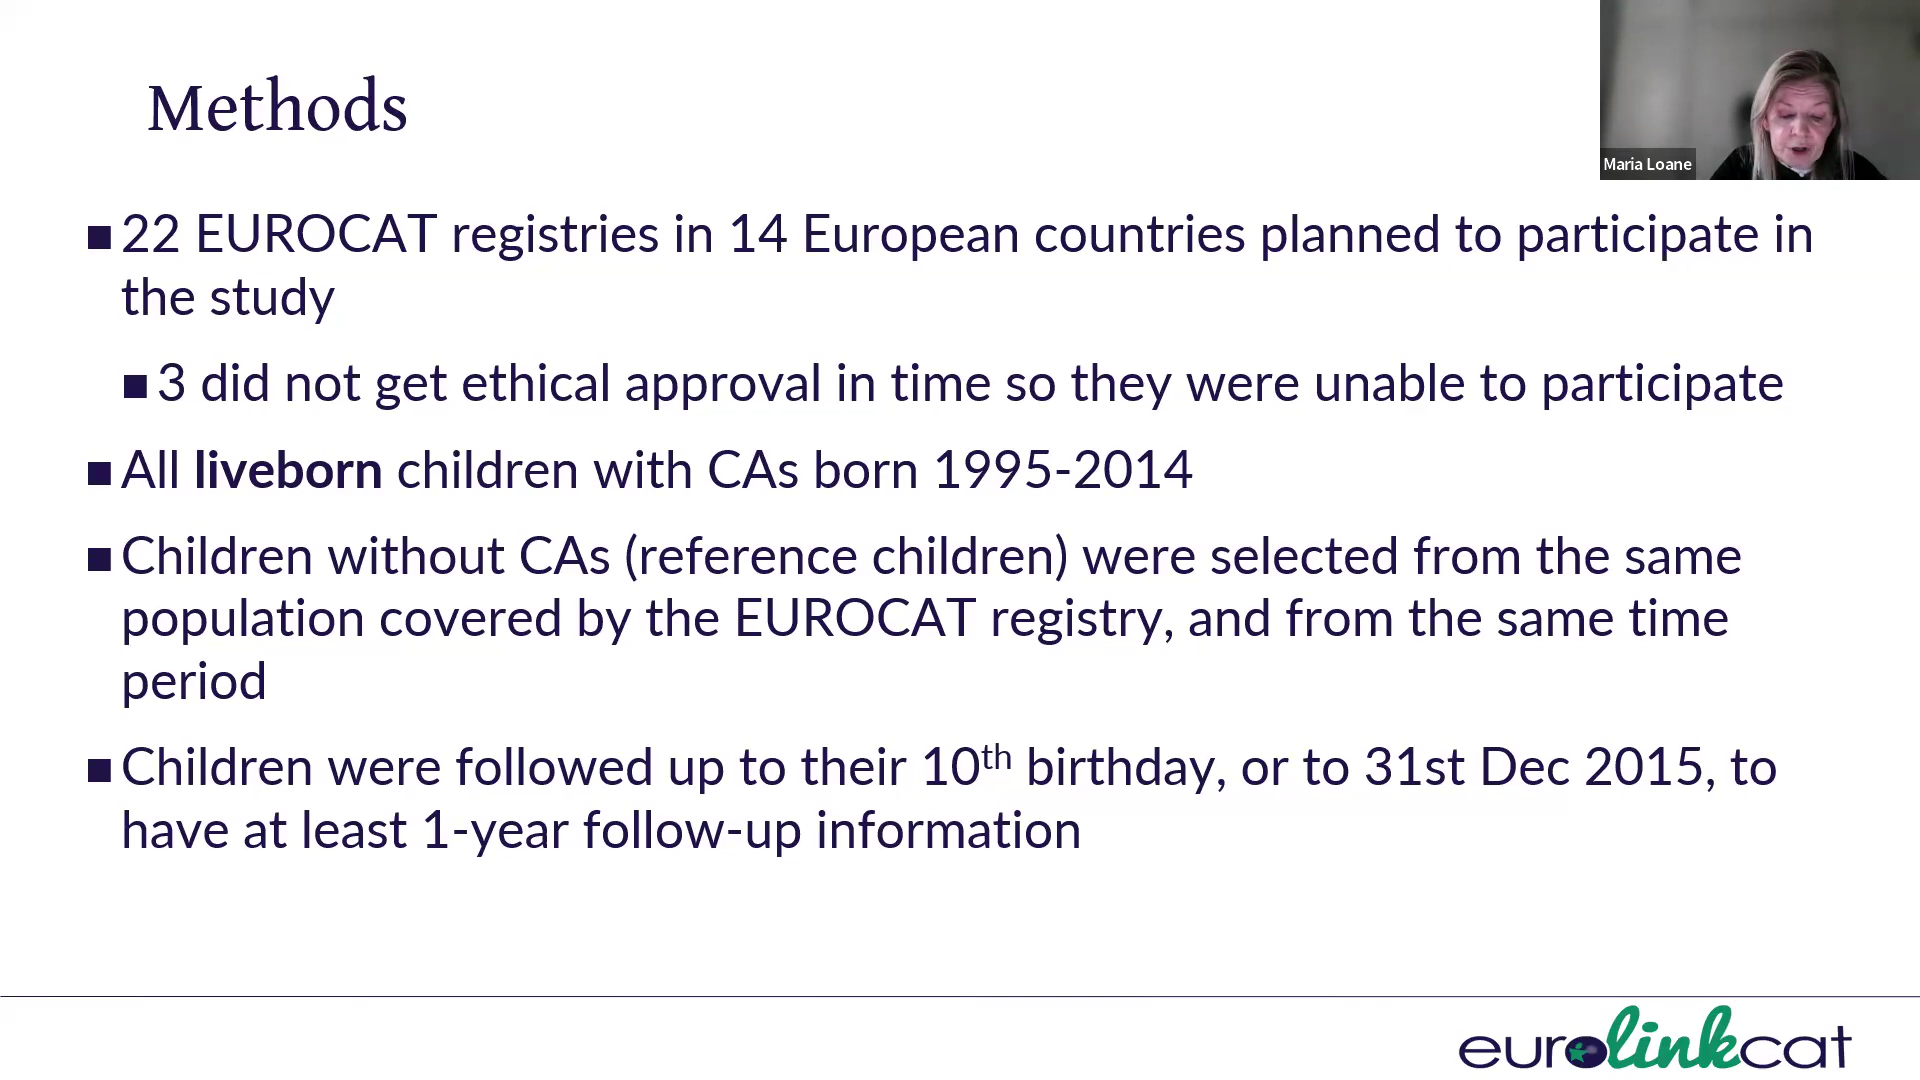 Methods
Maria Loane
■ 22 EUROCAT registries in 14 European countries planned to participate in
the study
■ 3 did not get ethical approval in time so they were unable to participate
■ All liveborn children with CAs born 1995-2014
■ Children without CAs (reference children) were selected from the same
population covered by the EUROCAT registry, and from the same time
period
■ Children were followed up to their 10th birthday, or to 31st Dec 2015, to
have at least 1-year follow-up information
eurolinkcat